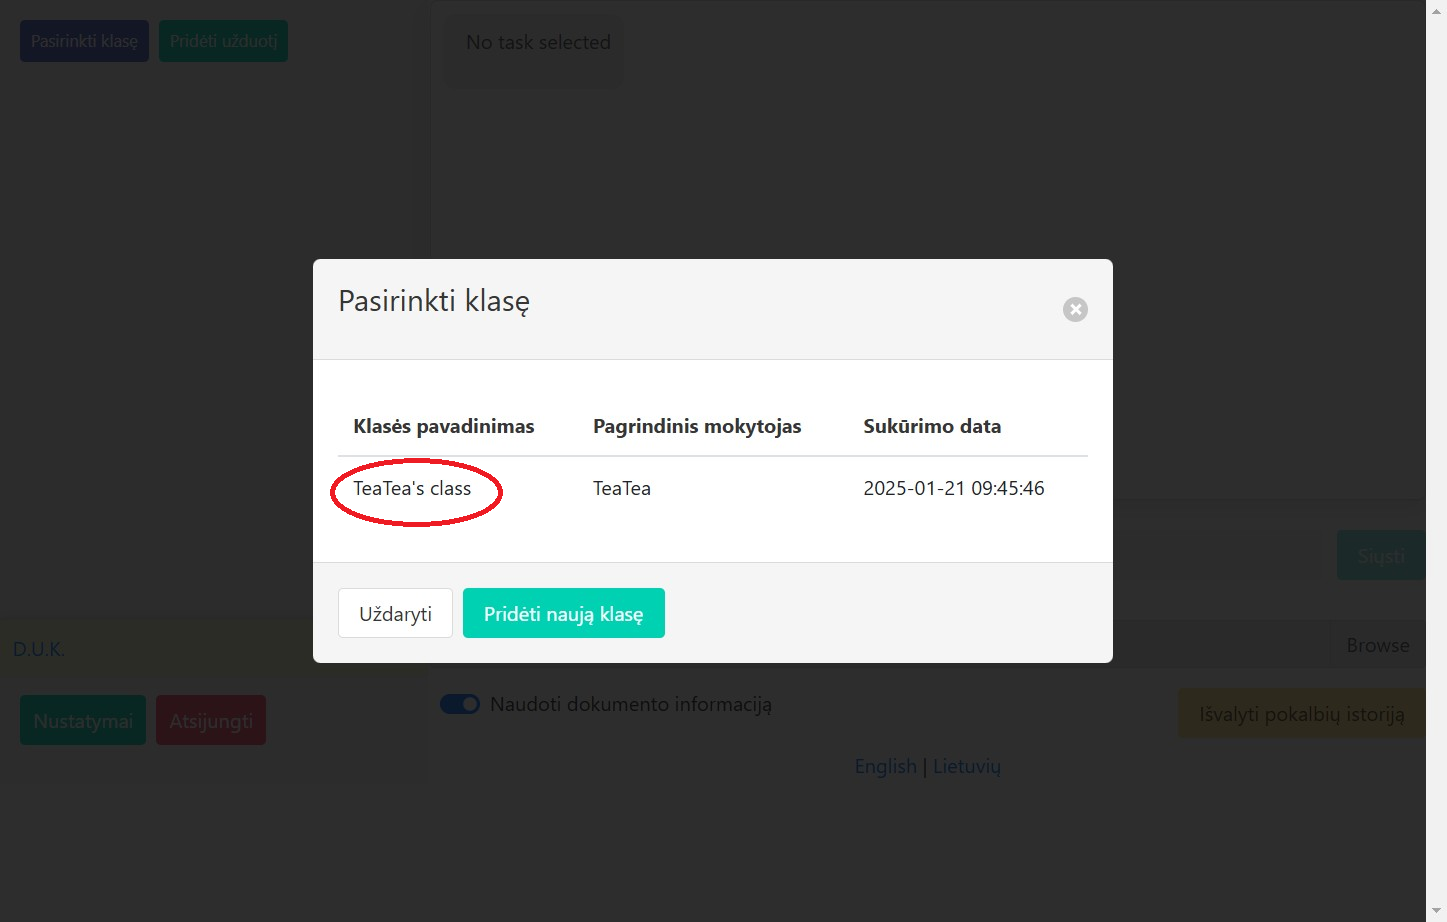 Pasirinkti klasę
Pridėti užduotį
No task selected
Pasirinkti klasę
Klasės pavadinimas Pagrindinis mokytojas Sukūrimo data
TeaTea's class TeaTea 2025-01-21 09:45:46
Uždaryti Pridėti naują klasę
Siųsti
D.U.K.
Browse
Nustatymai Atsijungti
Naudoti dokumento informaciją
Išvalyti pokalbių istoriją
English | Lietuvių